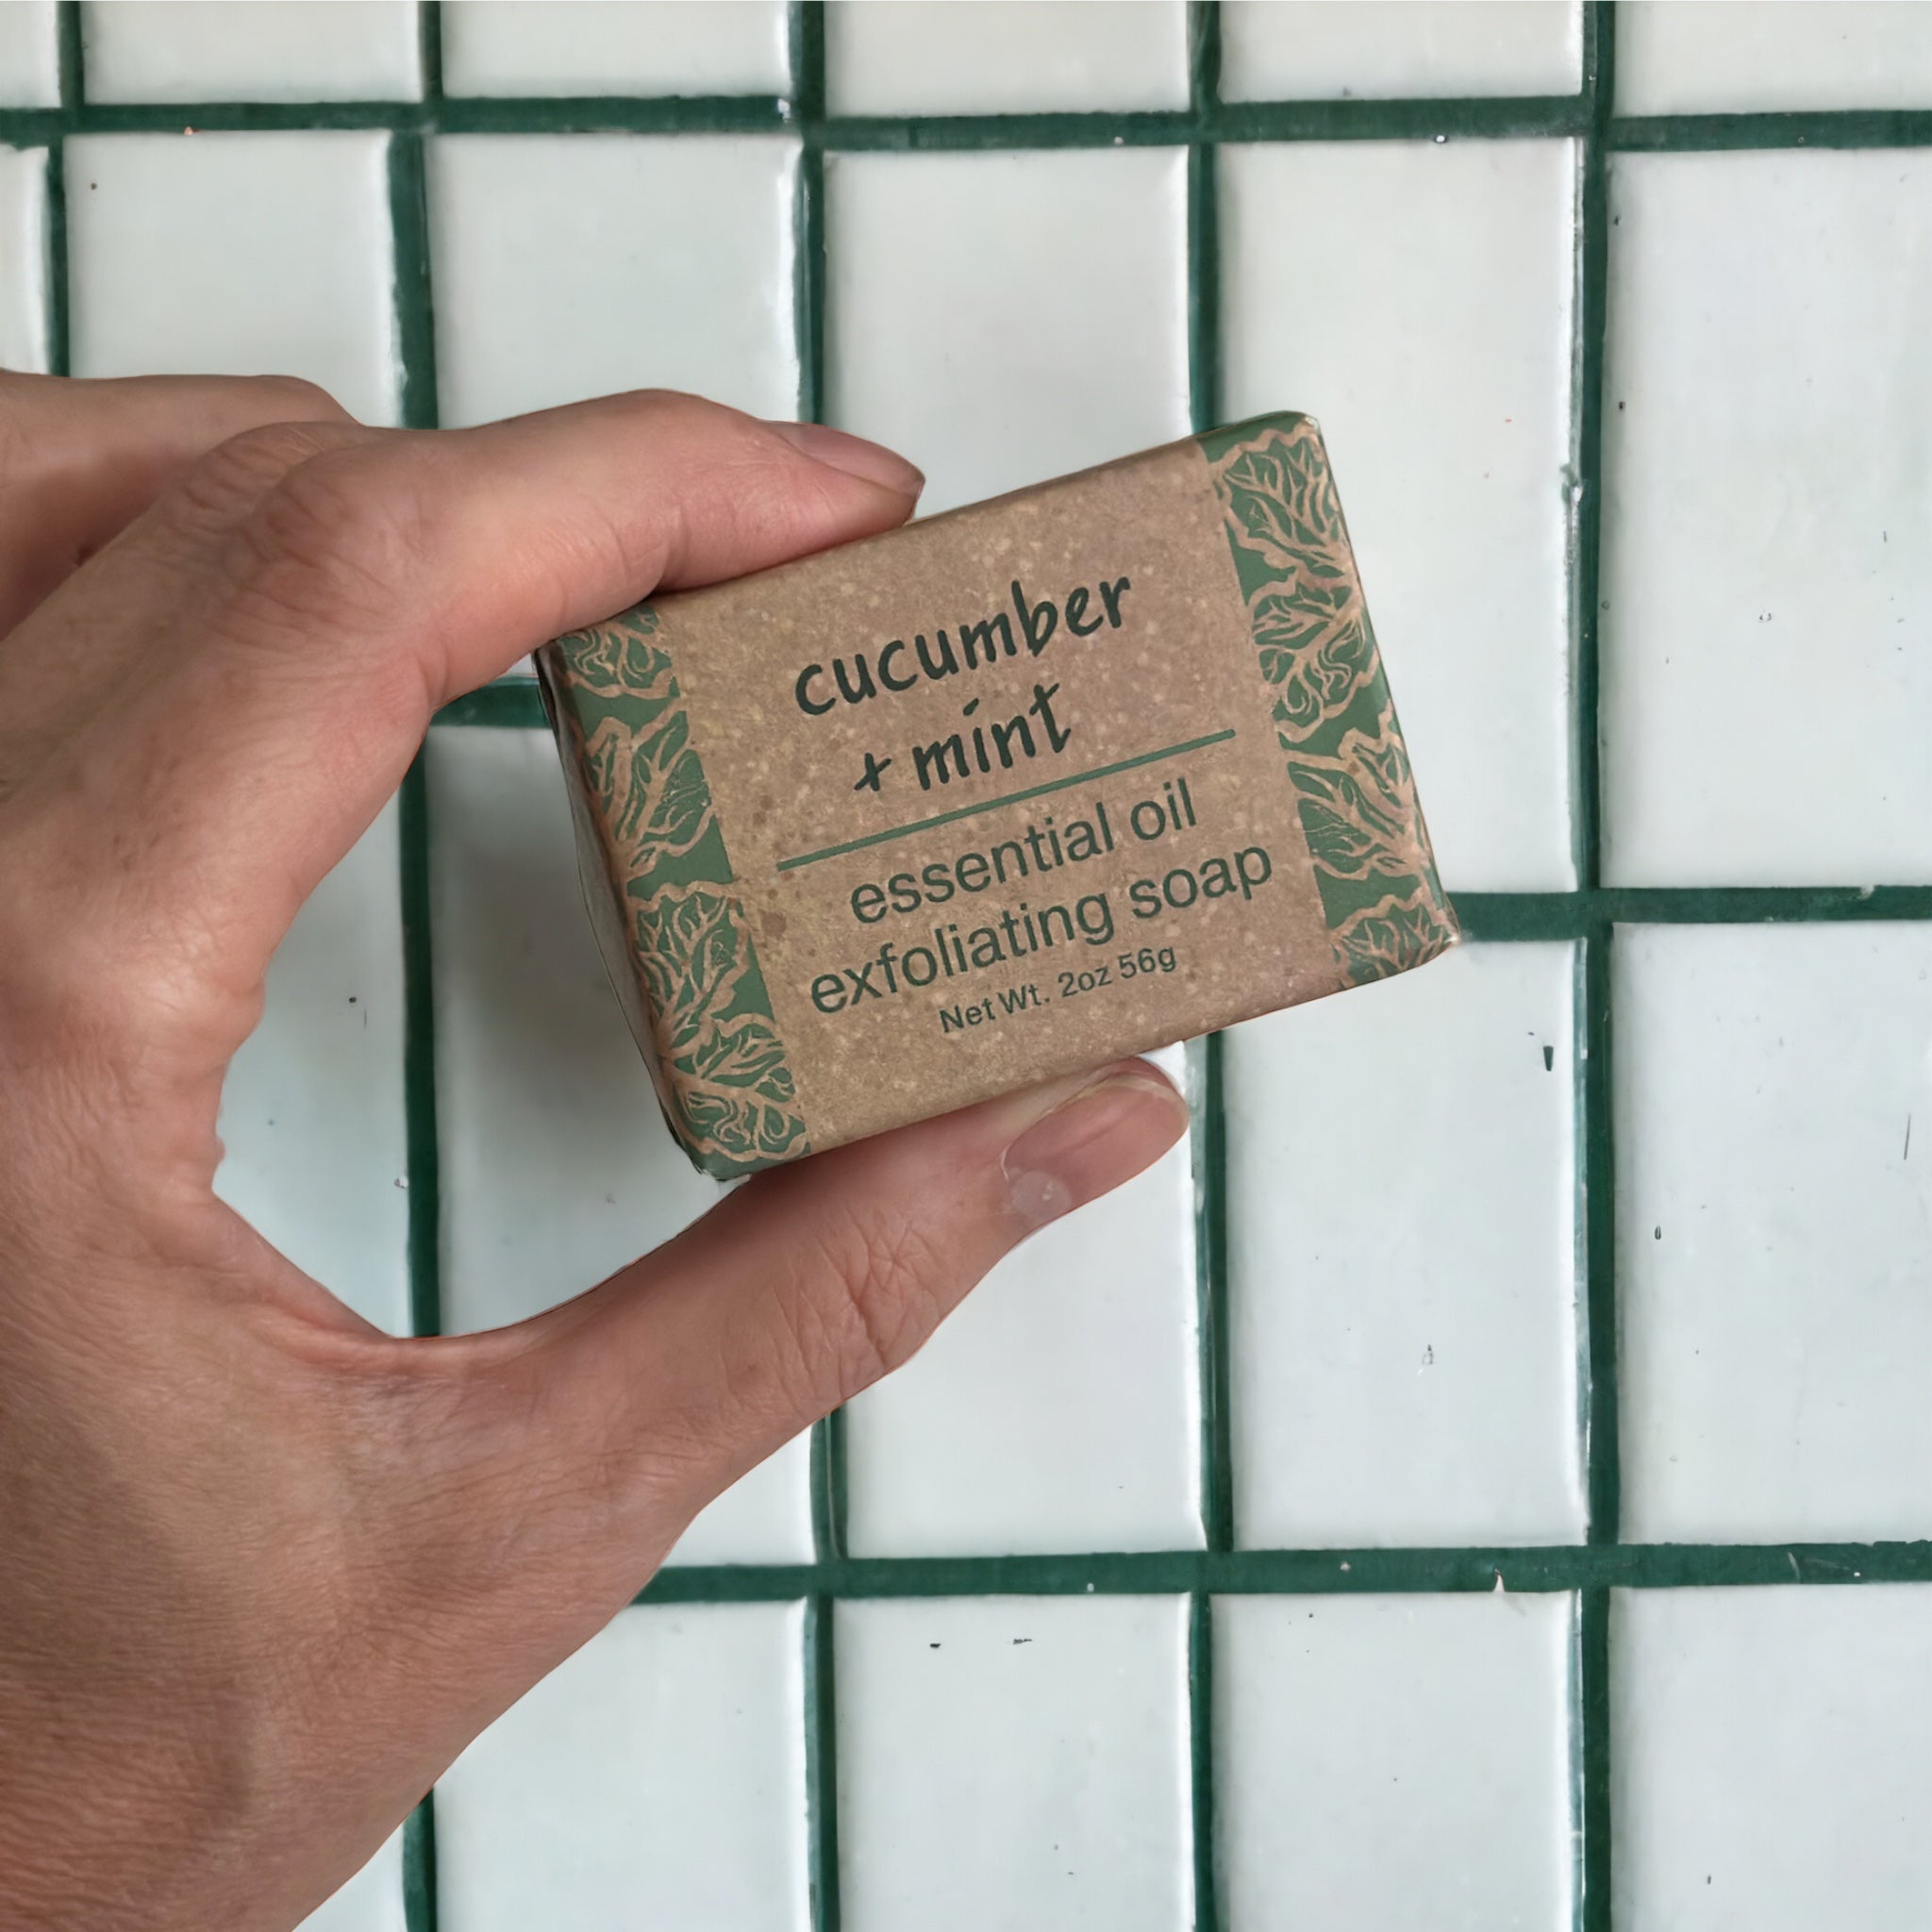 cucumber
+ mint
essential oil
exfoliating soap
Net Wt. 2oz 56g